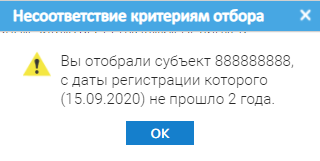 Несоответствие критериям отбора
Вы отобрали субъект 888888888,
с даты регистрации которого
(15.09.2020) не прошло 2 года.
OK